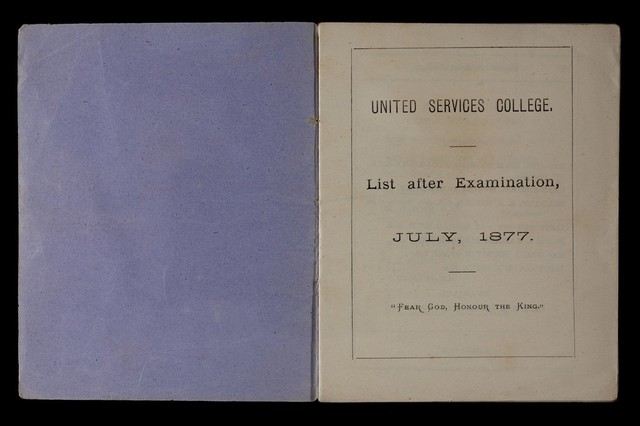 UNITED SERVICES COLLEGE.
List after Examination,
JULY, 1877.
"Fear God, Honour the King."